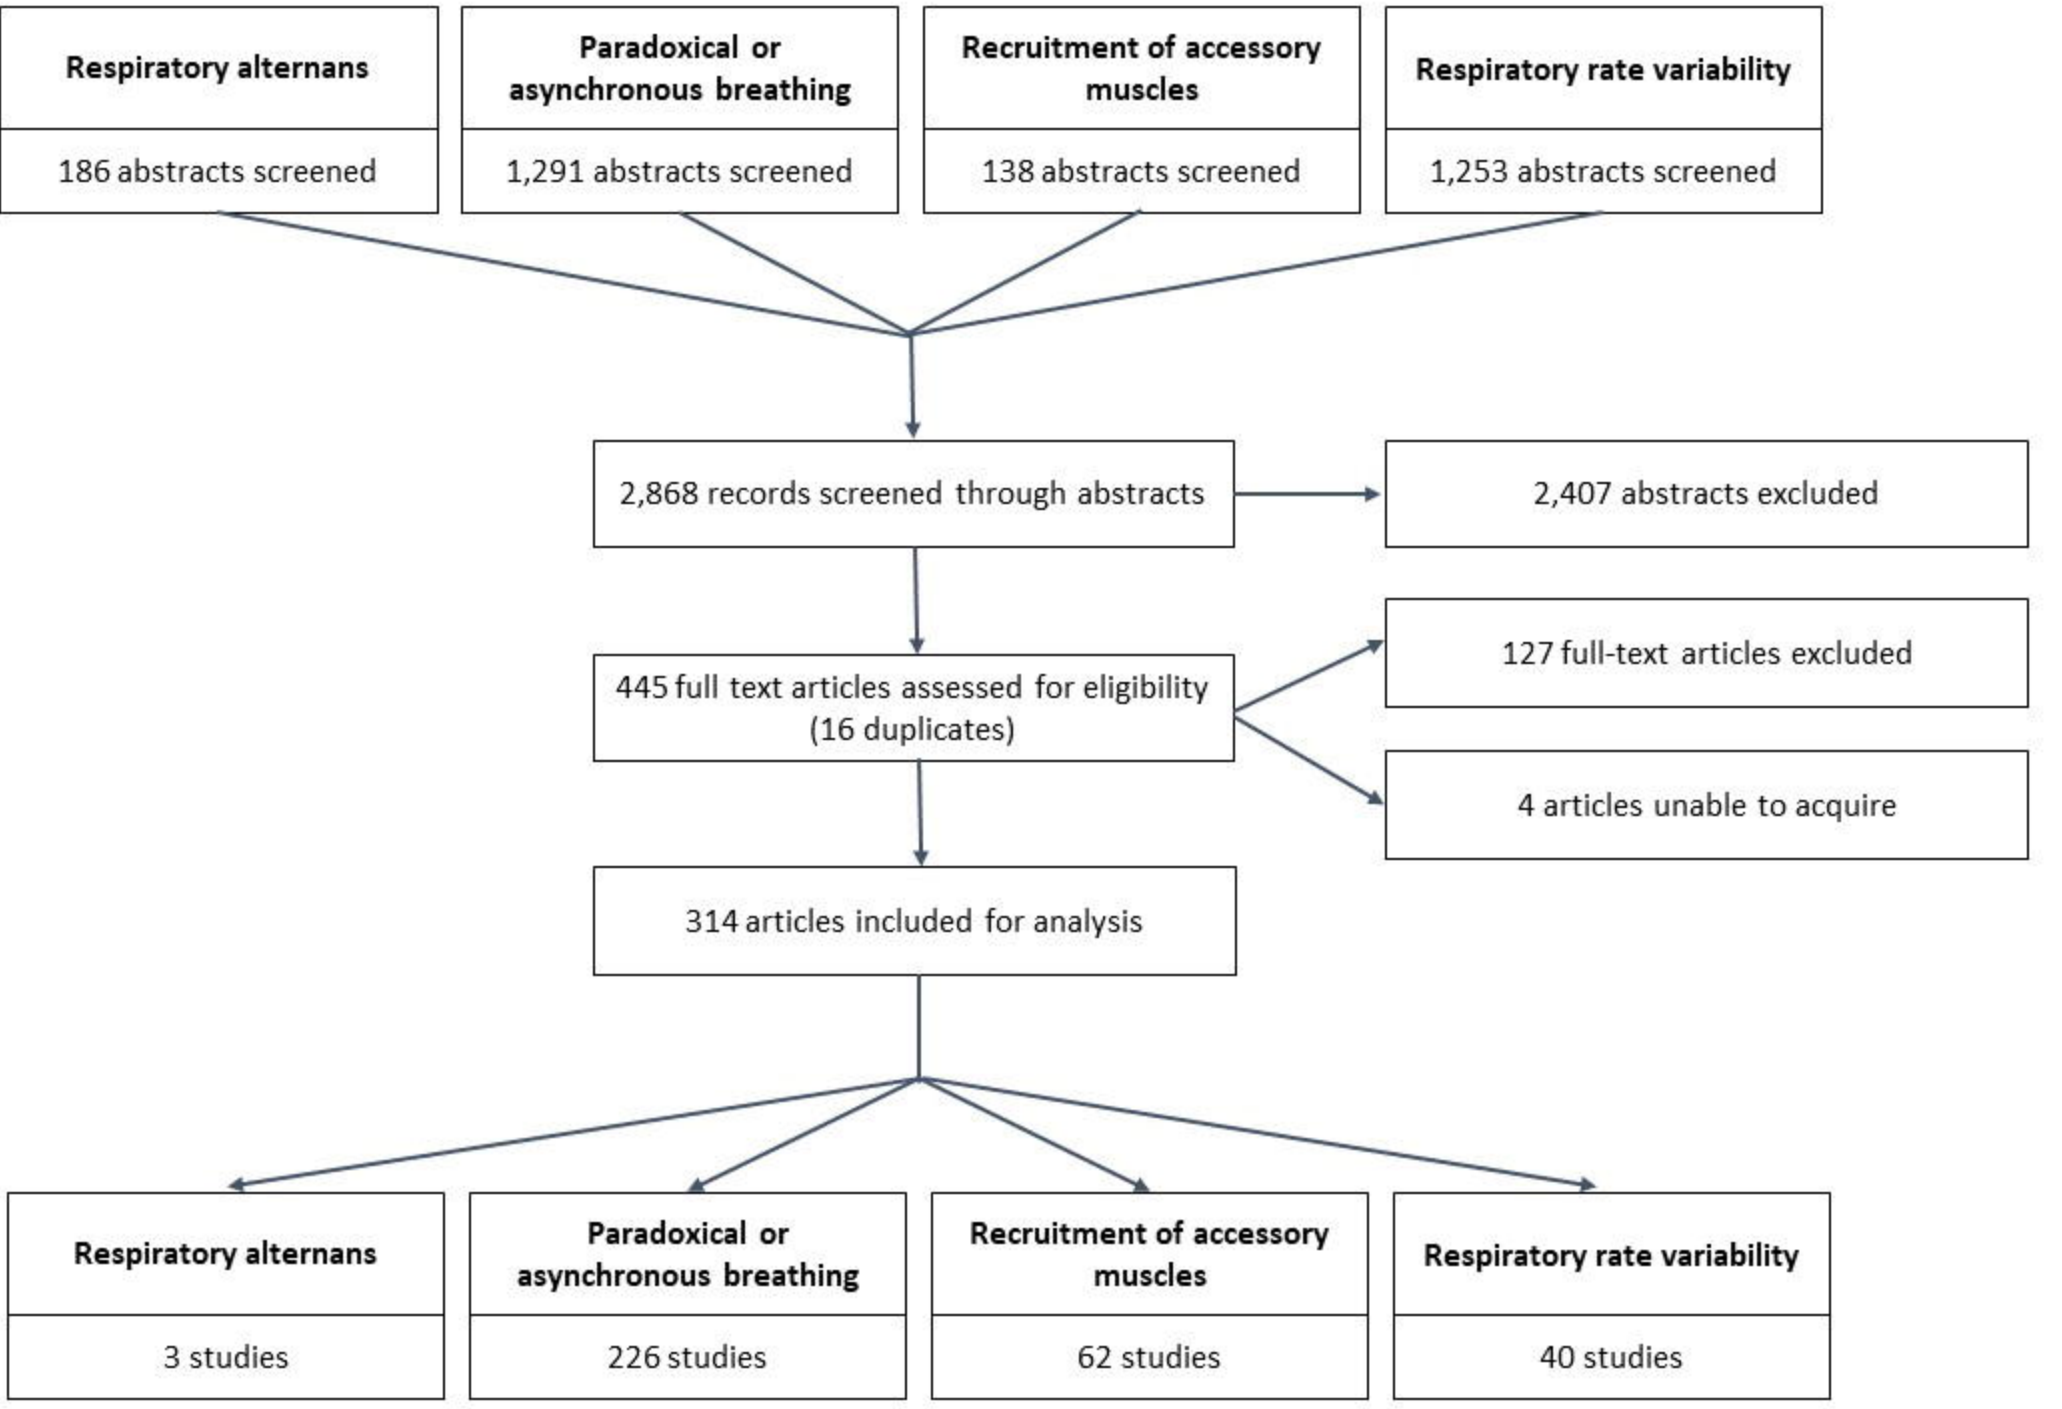 Respiratory alternans
186 abstracts screened
Paradoxical or
asynchronous breathing
1,291 abstracts screened
Recruitment of accessory
muscles
138 abstracts screened
Respiratory rate variability
1,253 abstracts screened
2,868 records screened through abstracts
2,407 abstracts excluded
445 full text articles assessed for eligibility
(16 duplicates)
127 full-text articles excluded
4 articles unable to acquire
314 articles included for analysis
Respiratory alternans
3 studies
Paradoxical or
asynchronous breathing
226 studies
Recruitment of accessory
muscles
62 studies
Respiratory rate variability
40 studies